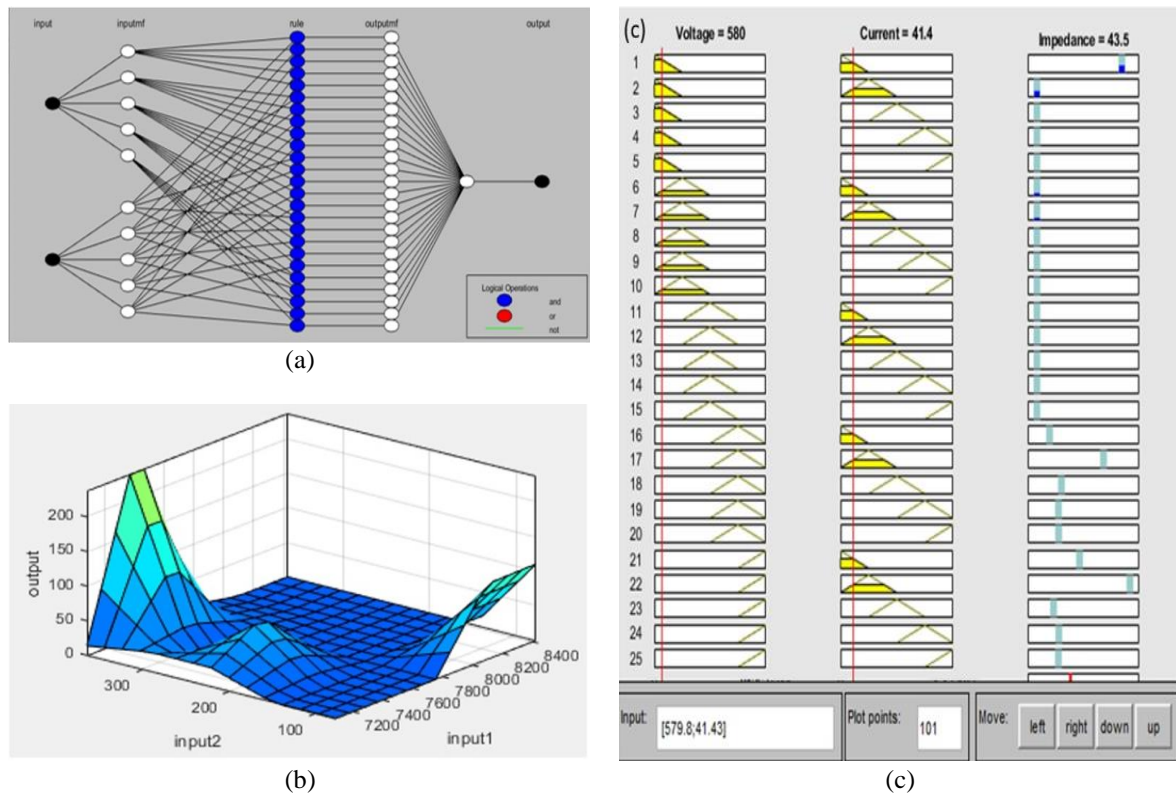 input
inputmf
rule
outputmf
output
Logical Operations
and
or
not
(a)
output
200
150
100
50
0
300
200
100
input2
7200
7400
7600
7800
8000
8200
8400
input1
(b)
(c)
Voltage = 580
Current = 41.4
Impedance = 43.5
1
2
3
4
5
6
7
8
9
10
11
12
13
14
15
16
17
18
19
20
21
22
23
24
25
Input:
[579.8;41.43]
Plot points:
101
Move:
left
right
down
up
(c)